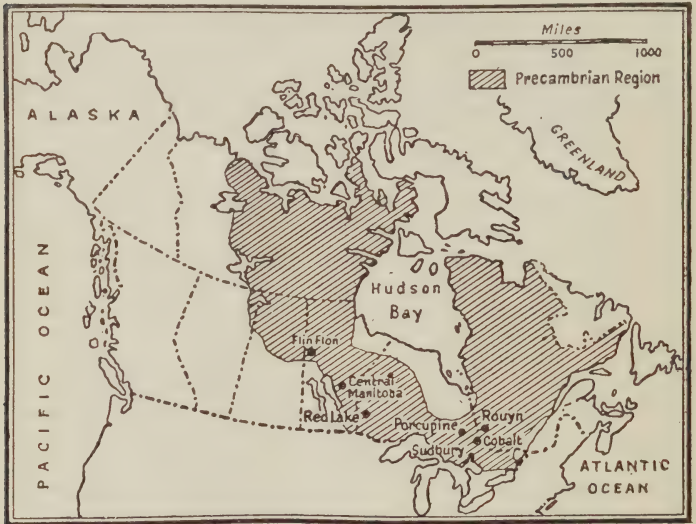 Miles
0 500 1000
Precambrian Region
ALASKA
GREENLAND
PACIFIC OCEAN
Hudson
Bay
Flin Flon
Central
Manitoba
Red Lake
Porcupine
Rouyn
Cobalt
Sudbury
ATLANTIC
OCEAN